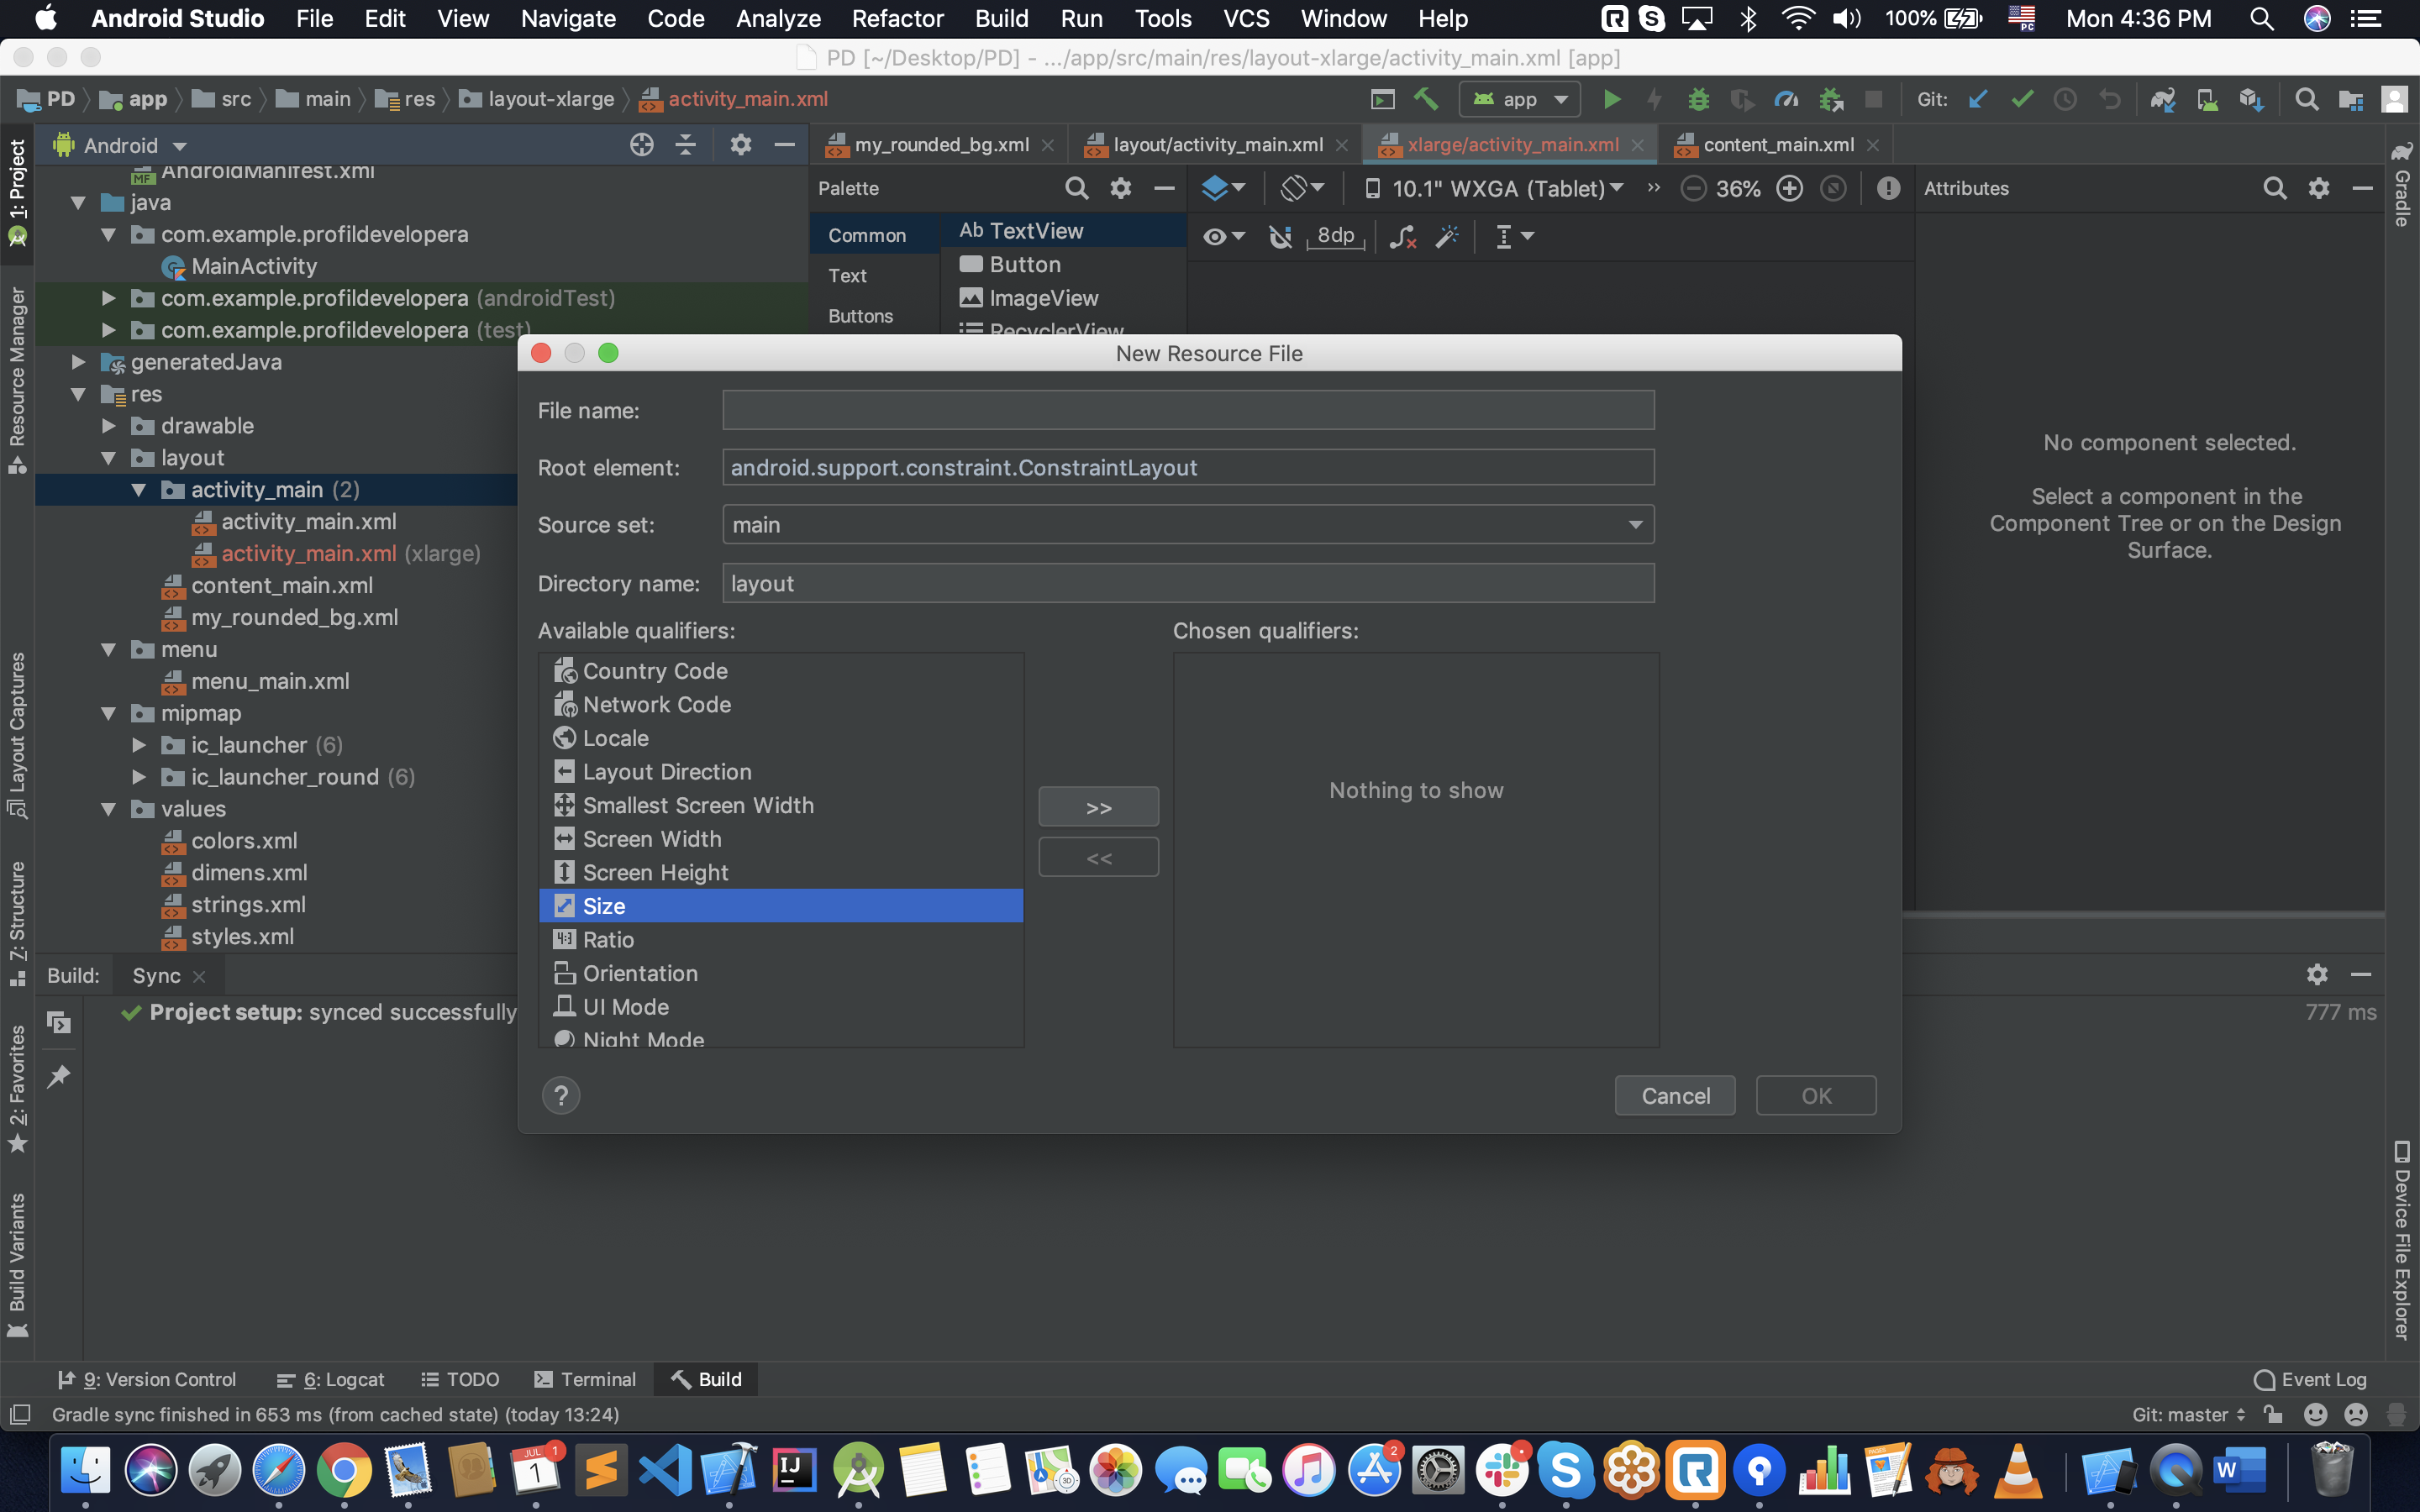 Android Studio File Edit View Navigate Code Analyze Refactor Build Run Tools VCS Window Help 100% PC Mon 4:36 PM
PD [~/Desktop/PD] - .../app/src/main/res/layout-xlarge/activity_main.xml [app]
PD app src main res layout-xlarge activity_main.xml app Git:
Android
my_rounded_bg.xml layout/activity_main.xml xlarge/activity_main.xml content_main.xml
1: Project
Resource Manager
Layout Captures
7: Structure
2: Favorites
Build Variants
MF AndroidManifest.xml
java
com.example.profildevelopera
MainActivity
com.example.profildevelopera (androidTest)
com.example.profildevelopera (test)
generatedJava
res
drawable
layout
activity_main (2)
activity_main.xml
activity_main.xml (xlarge)
content_main.xml
my_rounded_bg.xml
menu
menu_main.xml
mipmap
ic_launcher (6)
ic_launcher_round (6)
values
colors.xml
dimens.xml
strings.xml
styles.xml
Palette
Common
Text
Buttons
Ab TextView
Button
ImageView
RecyclerView
10.1" WXGA (Tablet) 36%
8dp
Attributes
No component selected.
Select a component in the
Component Tree or on the Design
Surface.
Gradle
Device File Explorer
New Resource File
File name:
Root element: android.support.constraint.ConstraintLayout
Source set: main
Directory name: layout
Available qualifiers:
Country Code
Network Code
Locale
Layout Direction
Smallest Screen Width
Screen Width
Screen Height
Size
Ratio
Orientation
UI Mode
Night Mode
>>
<<
Chosen qualifiers:
Nothing to show
?
Cancel
OK
Build: Sync
Project setup: synced successfully
777 ms
9: Version Control 6: Logcat TODO Terminal Build Event Log
Gradle sync finished in 653 ms (from cached state) (today 13:24) Git: master
JUL 1
1
IJ
3D
2
S
W